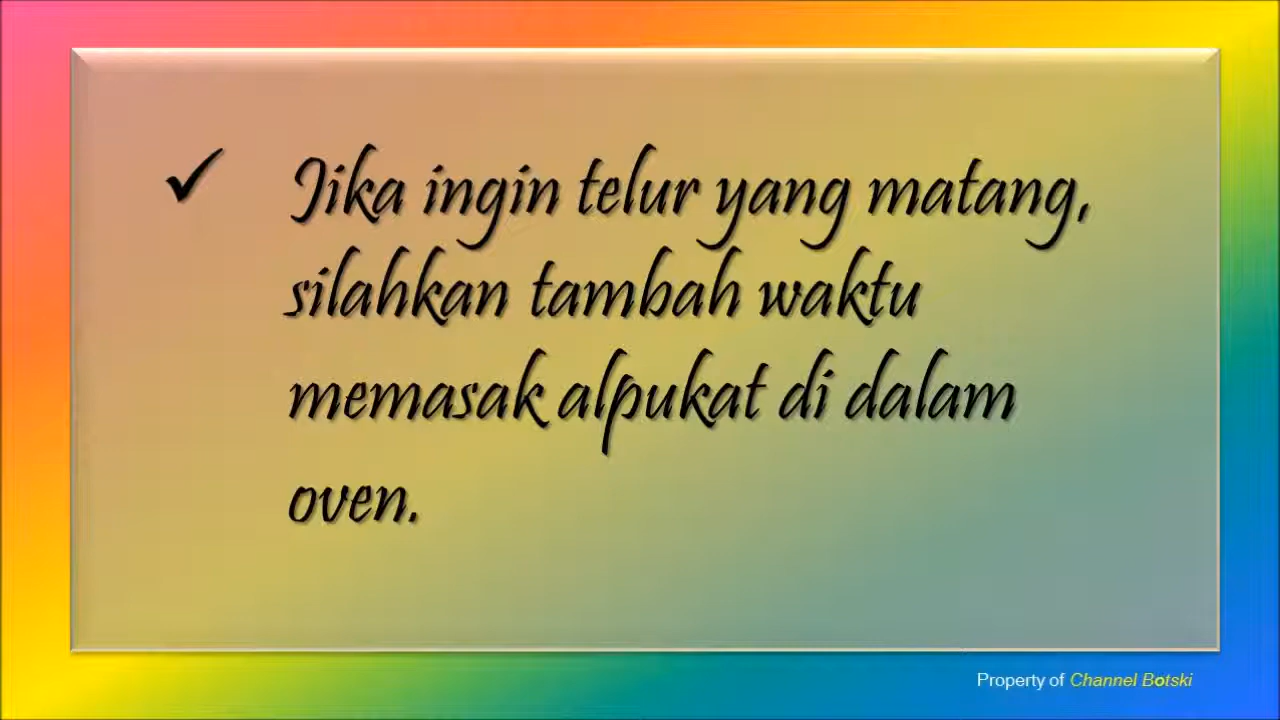 ✓ Jika ingin telur yang matang,
silahkan tambah waktu
memasak alpukat di dalam
oven.
Property of Channel Botski